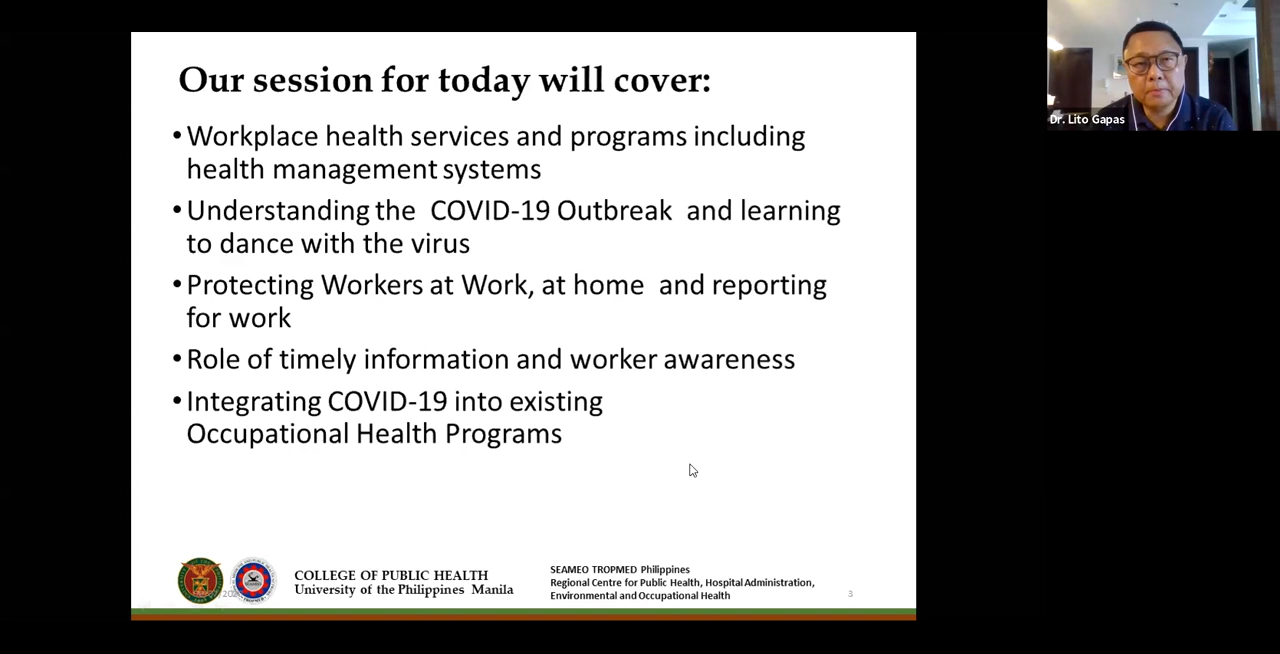 Our session for today will cover:
•Workplace health services and programs including
health management systems
•Understanding the COVID-19 Outbreak and learning
to dance with the virus
•Protecting Workers at Work, at home and reporting
for work
•Role of timely information and worker awareness
•Integrating COVID-19 into existing
Occupational Health Programs
COLLEGE OF PUBLIC HEALTH
University of the Philippines Manila
SEAMEO TROPMED Philippines
Regional Centre for Public Health, Hospital Administration,
Environmental and Occupational Health
3
Dr. Lito Gapas